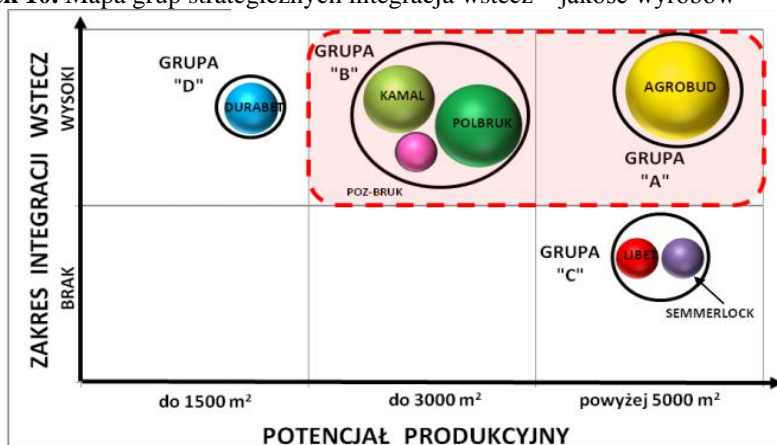 10. Mapa grup strategicznych integracja wstecz – jakość wyrobów
ZAKRES INTEGRACJI WSTECZ
WYSOKI
BRAK
GRUPA
"D"
DURABET
GRUPA
"B"
KAMAL
POLBRUK
POZ-BRUK
AGROBUD
GRUPA
"A"
GRUPA
"C"
LIBET
SEMMERLOCK
do 1500 m²
do 3000 m²
powyżej 5000 m²
POTENCJAŁ PRODUKCYJNY